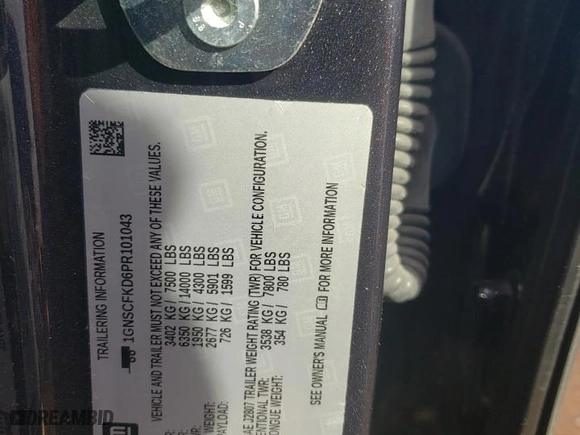 TRAILERING INFORMATION
1GNSCFKD6PR101043
VEHICLE AND TRAILER MUST NOT EXCEED ANY OF THESE VALUES.
3402 KG/ 7500 LBS
6350 KG/14000 LBS
1950 KG/ 4300 LBS
WEIGHT: 2677 KG/ 5901 LBS
PAYLOAD: 726 KG/ 1599 LBS
J2807 TRAILER WEIGHT RATING (TWR) FOR VEHICLE CONFIGURATION.
TWR: 3538 KG/ 7800 LBS
WEIGHT: 354 KG/ 780 LBS
SEE OWNER'S MANUAL FOR MORE INFORMATION
GM
DREAMBID